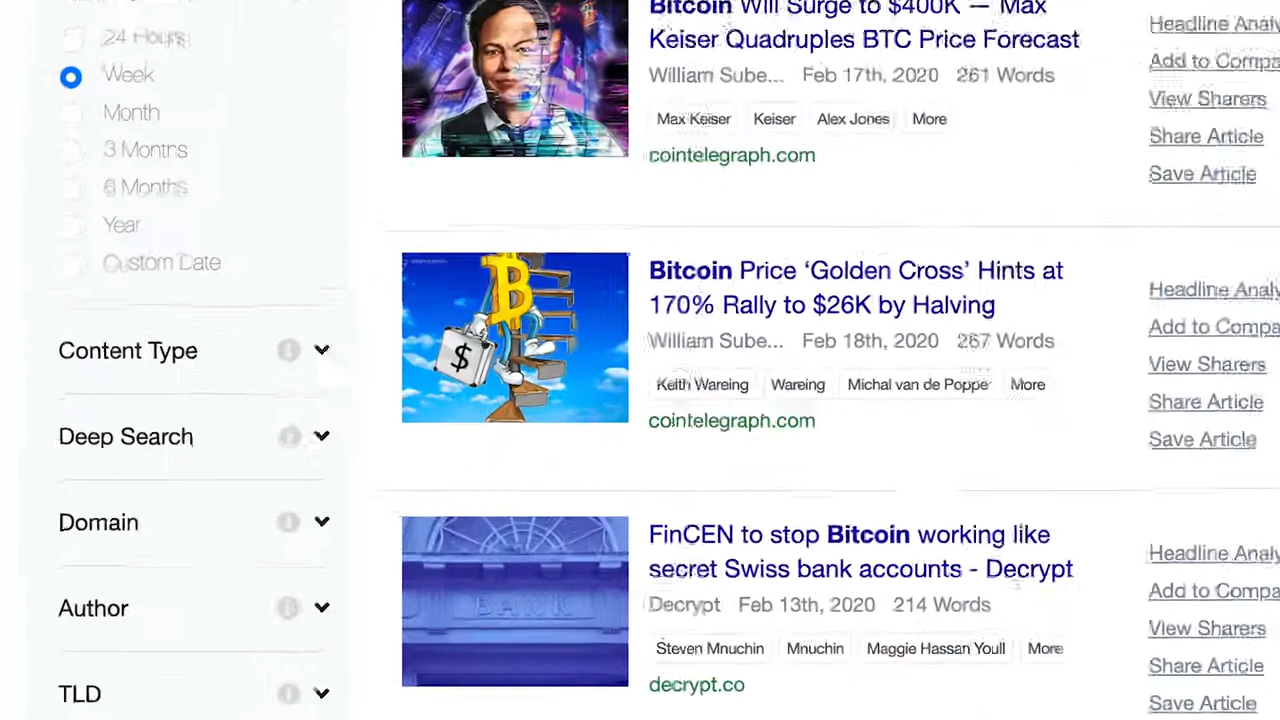 24 Hours
Week
Month
3 Months
6 Months
Year
Custom Date
Content Type
Deep Search
Domain
Author
TLD
Bitcoin Will Surge to $400K — Max
Keiser Quadruples BTC Price Forecast
William Sube... Feb 17th, 2020 261 Words
Max Keiser Keiser Alex Jones More
cointelegraph.com
Headline Analy
Add to Compa
View Sharers
Share Article
Save Article
Bitcoin Price ‘Golden Cross’ Hints at
170% Rally to $26K by Halving
William Sube... Feb 18th, 2020 267 Words
Keith Wareing Wareing Michal van de Poppe More
cointelegraph.com
Headline Analy
Add to Compa
View Sharers
Share Article
Save Article
BANK
FinCEN to stop Bitcoin working like
secret Swiss bank accounts - Decrypt
Decrypt Feb 13th, 2020 214 Words
Steven Mnuchin Mnuchin Maggie Hassan Youll More
decrypt.co
Headline Analy
Add to Compa
View Sharers
Share Article
Save Article